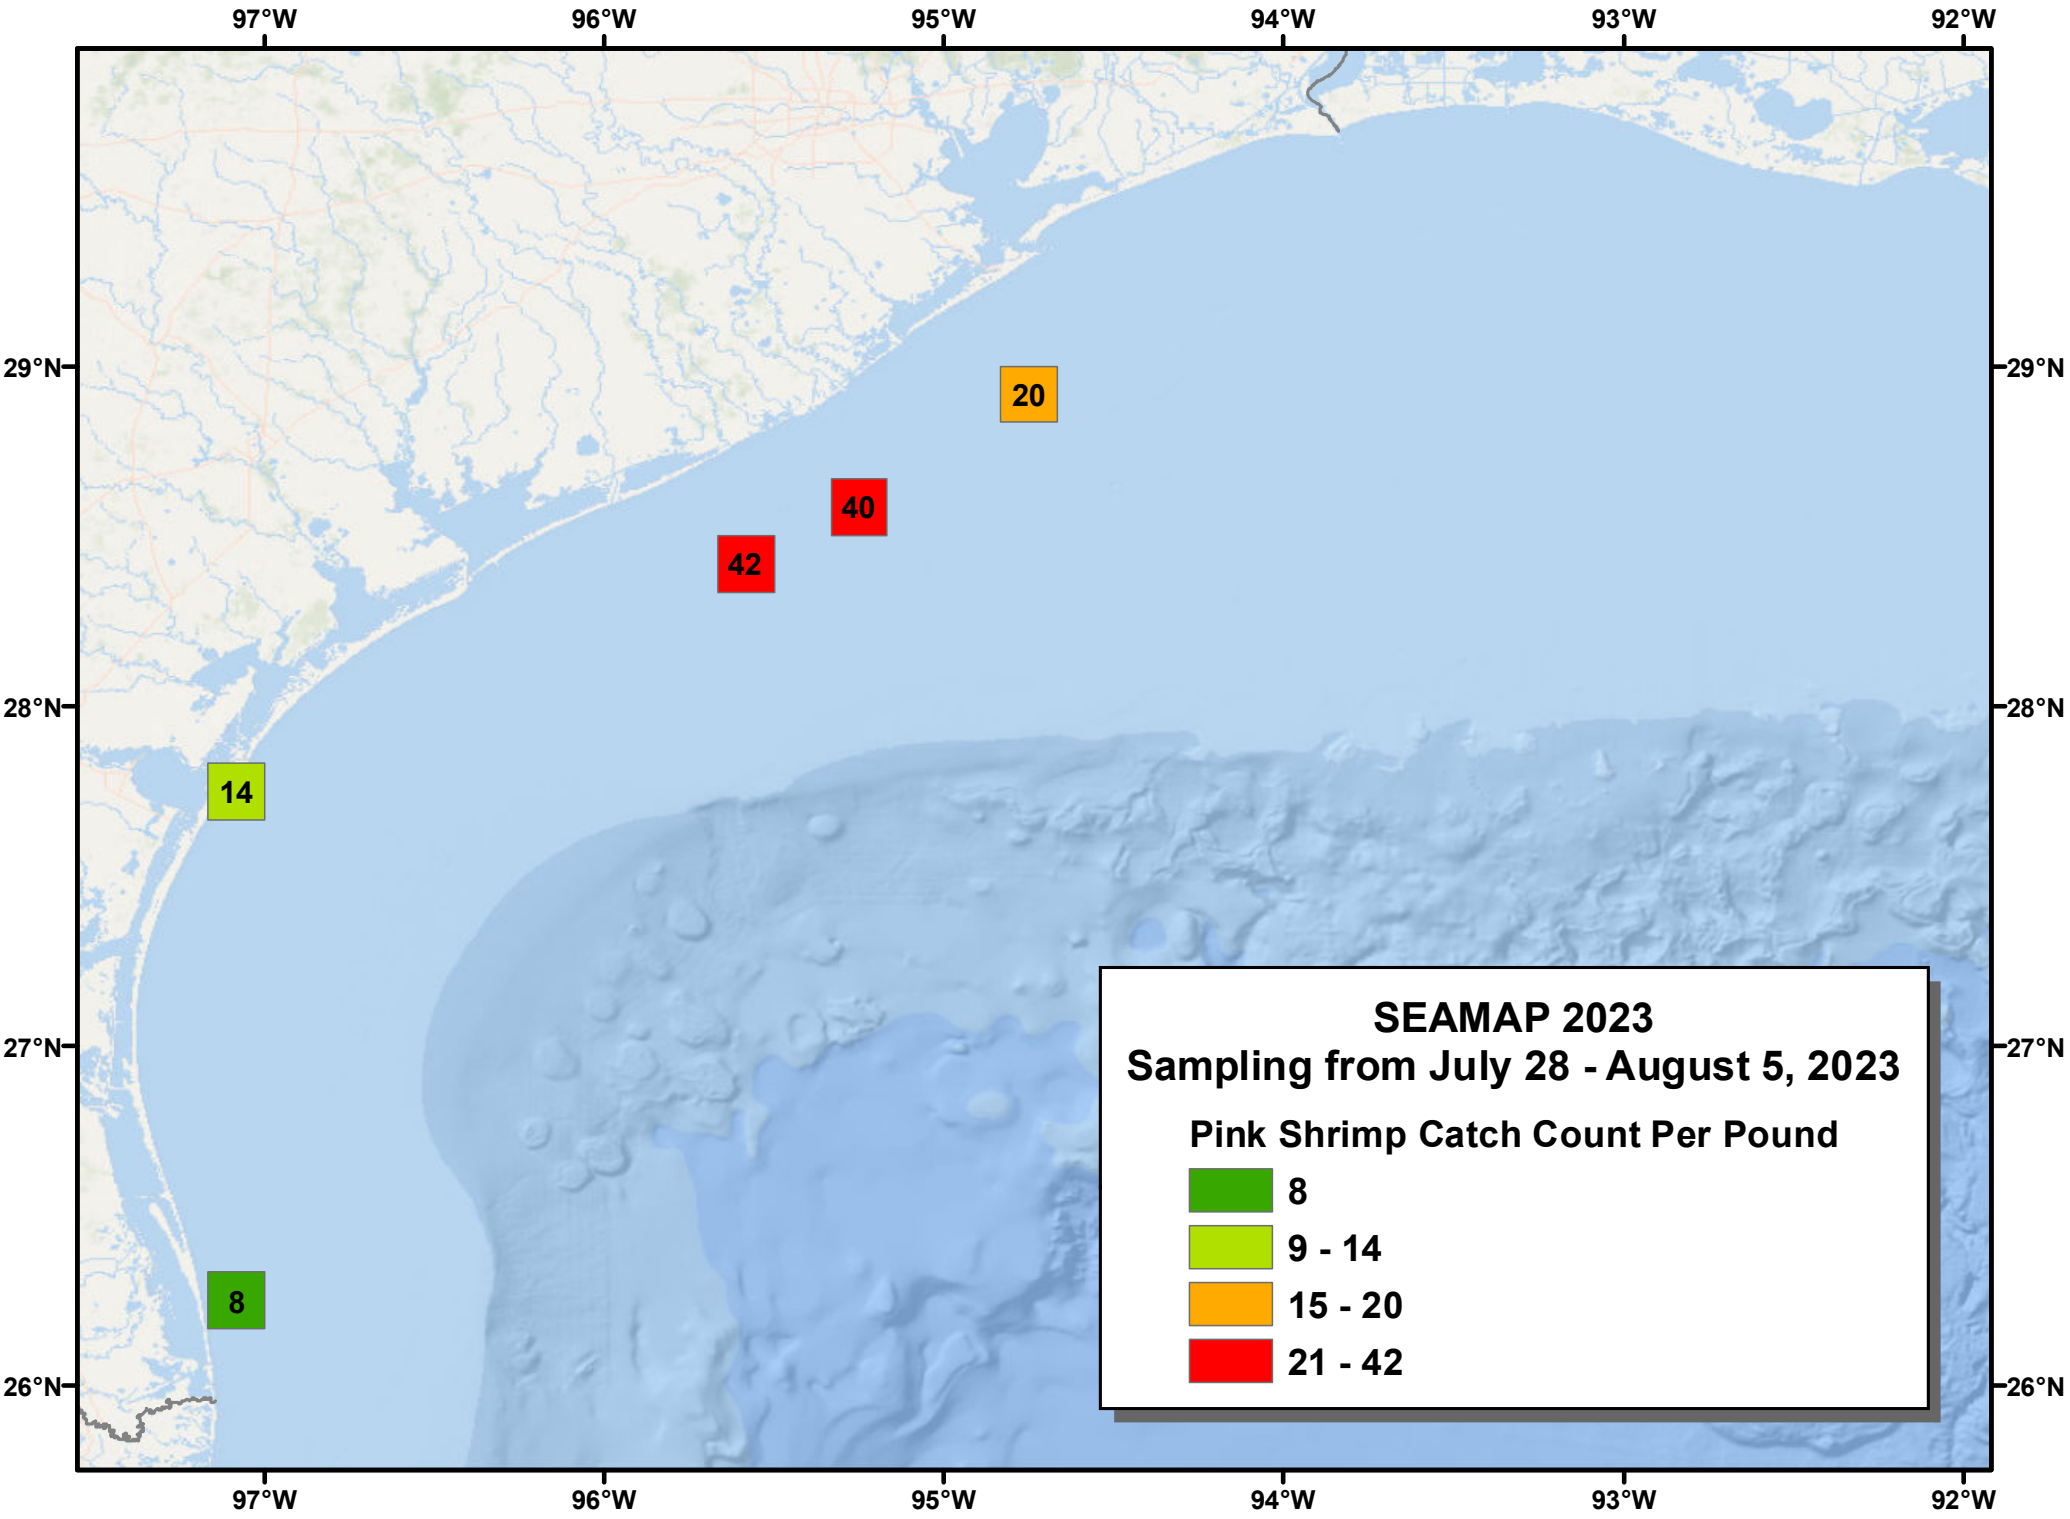 97°W 96°W 95°W 94°W 93°W 92°W
29°N 29°N
20
40
42
28°N 28°N
14
SEAMAP 2023
27°N 27°N
Sampling from July 28 - August 5, 2023
Pink Shrimp Catch Count Per Pound
8
9 - 14
8
15 - 20
21 - 42
26°N 26°N
97°W 96°W 95°W 94°W 93°W 92°W